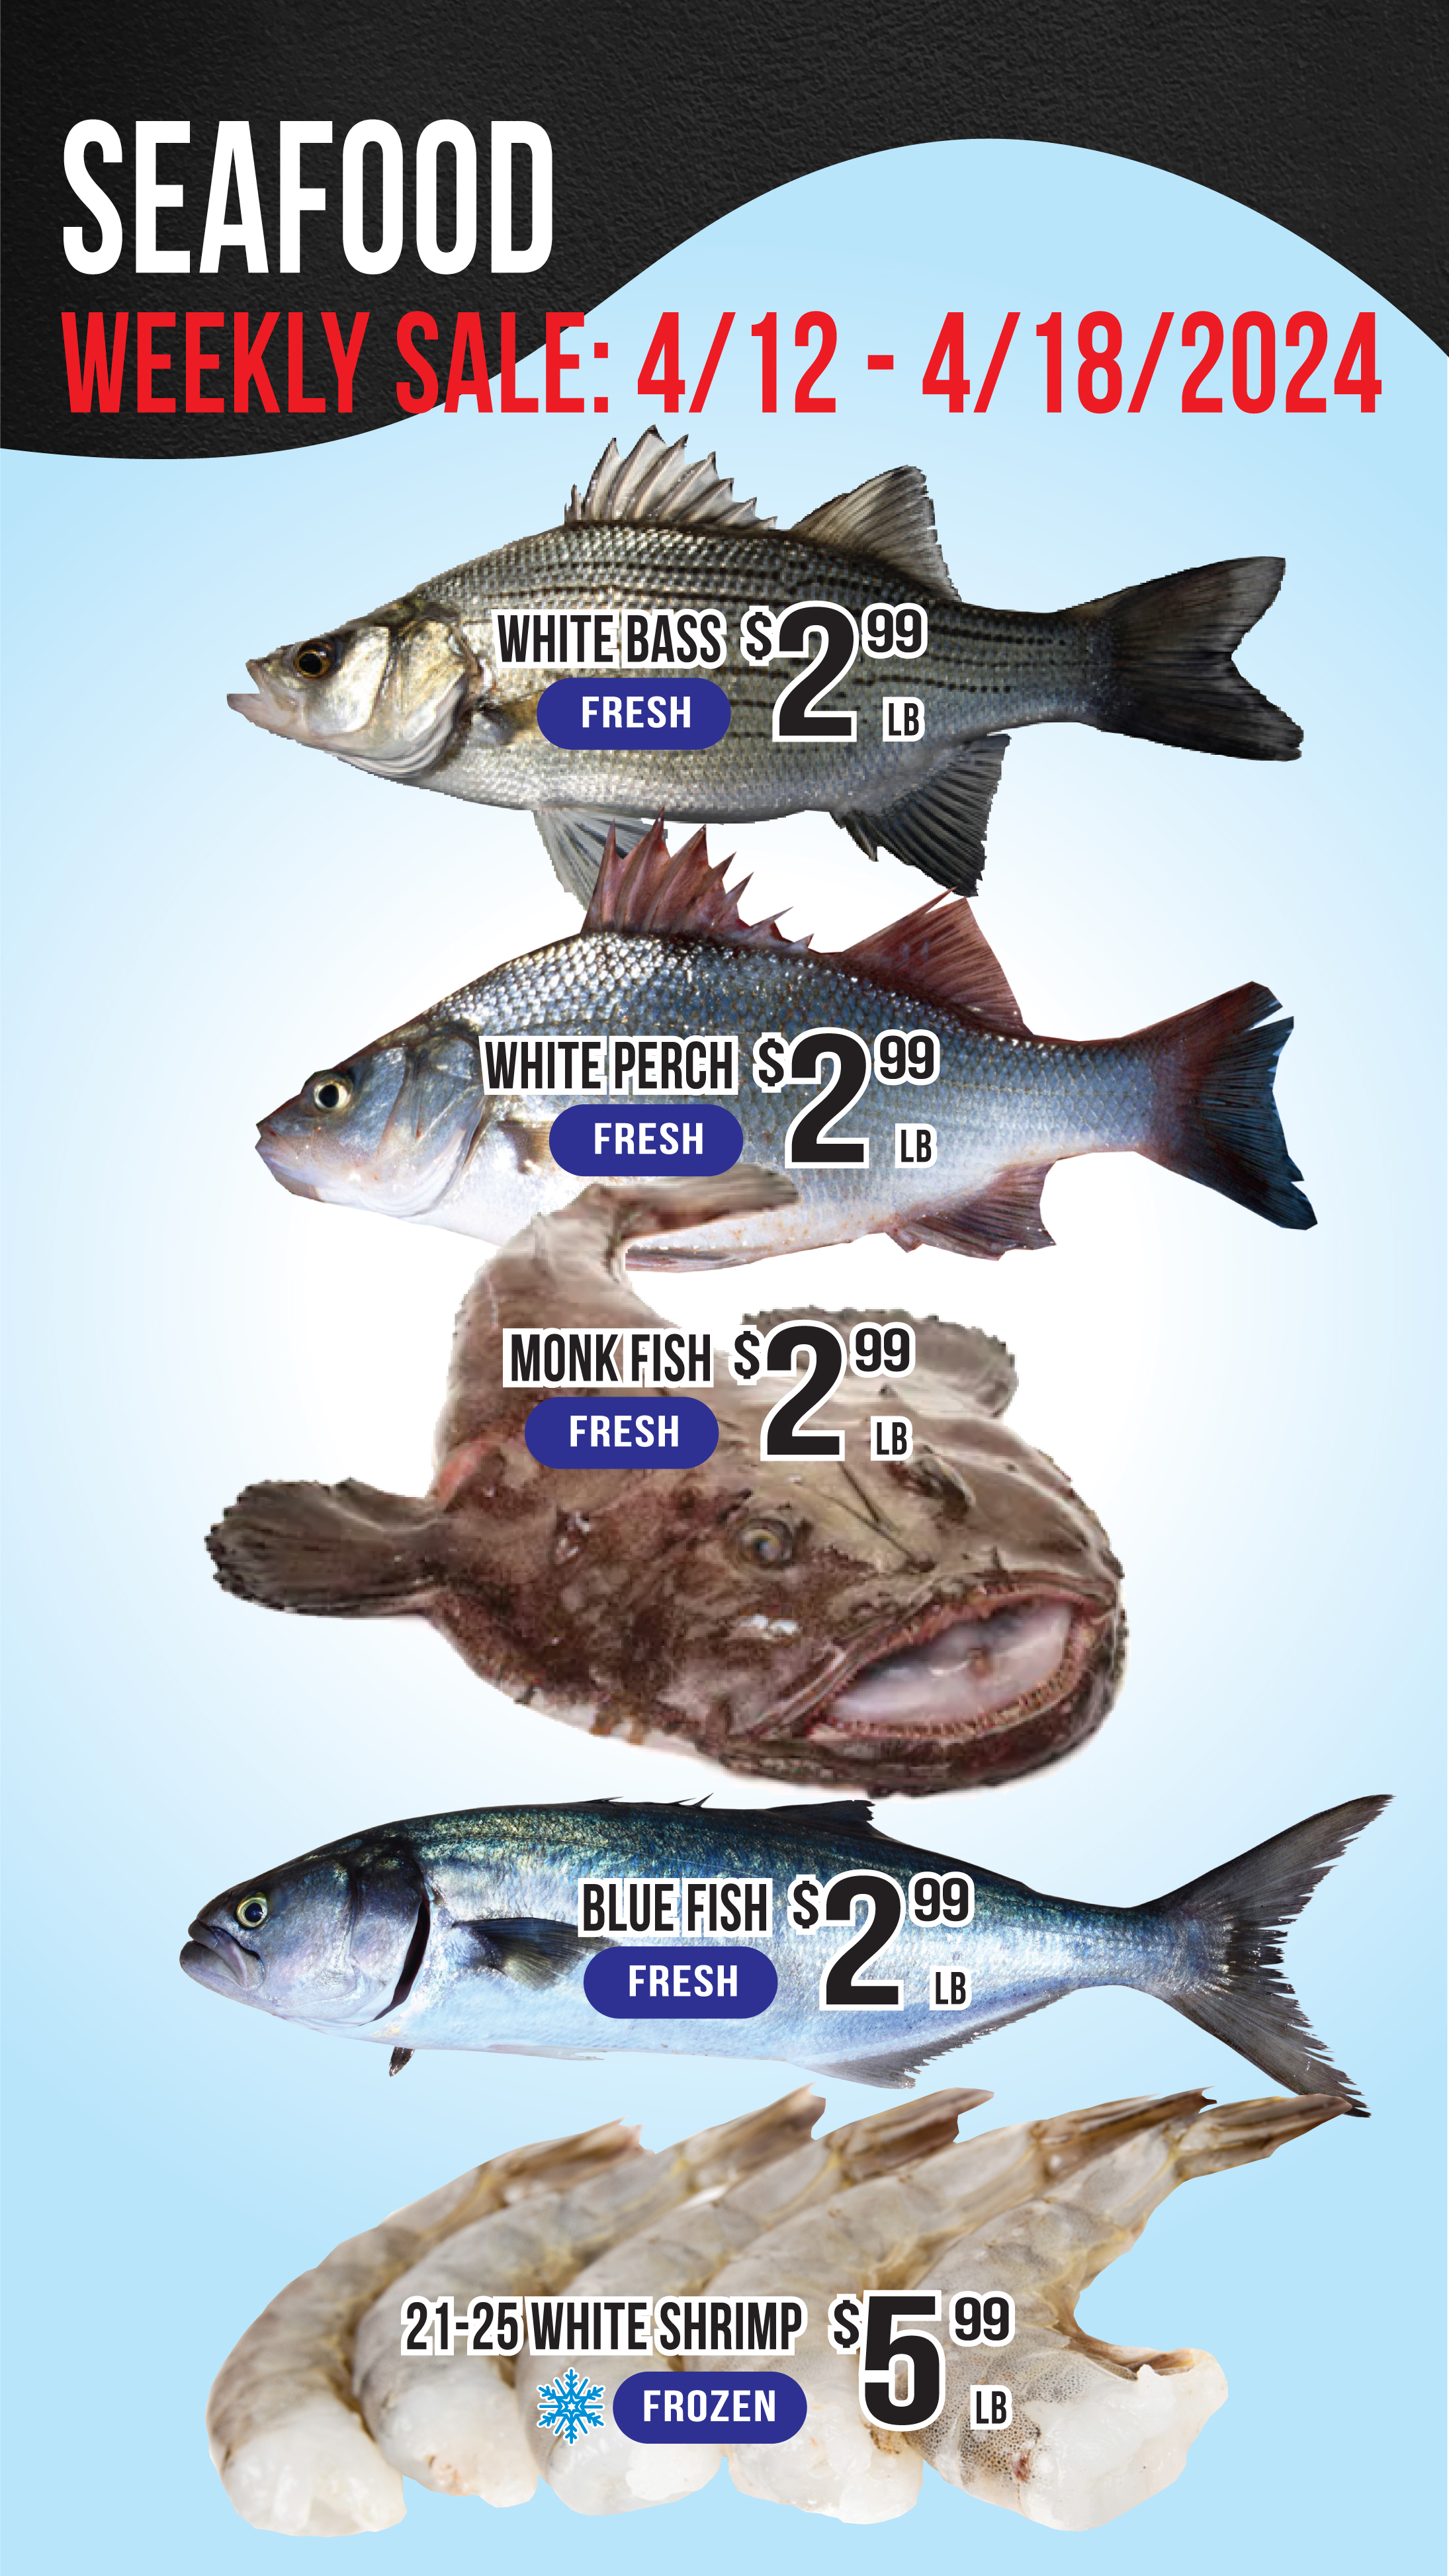 SEAFOOD
WEEKLY SALE: 4/12 - 4/18/2024
WHITE BASS $2 99
FRESH LB
WHITE PERCH $2 99
FRESH LB
MONK FISH $2 99
FRESH LB
BLUE FISH $2 99
FRESH LB
21-25 WHITE SHRIMP $5 99
FROZEN LB